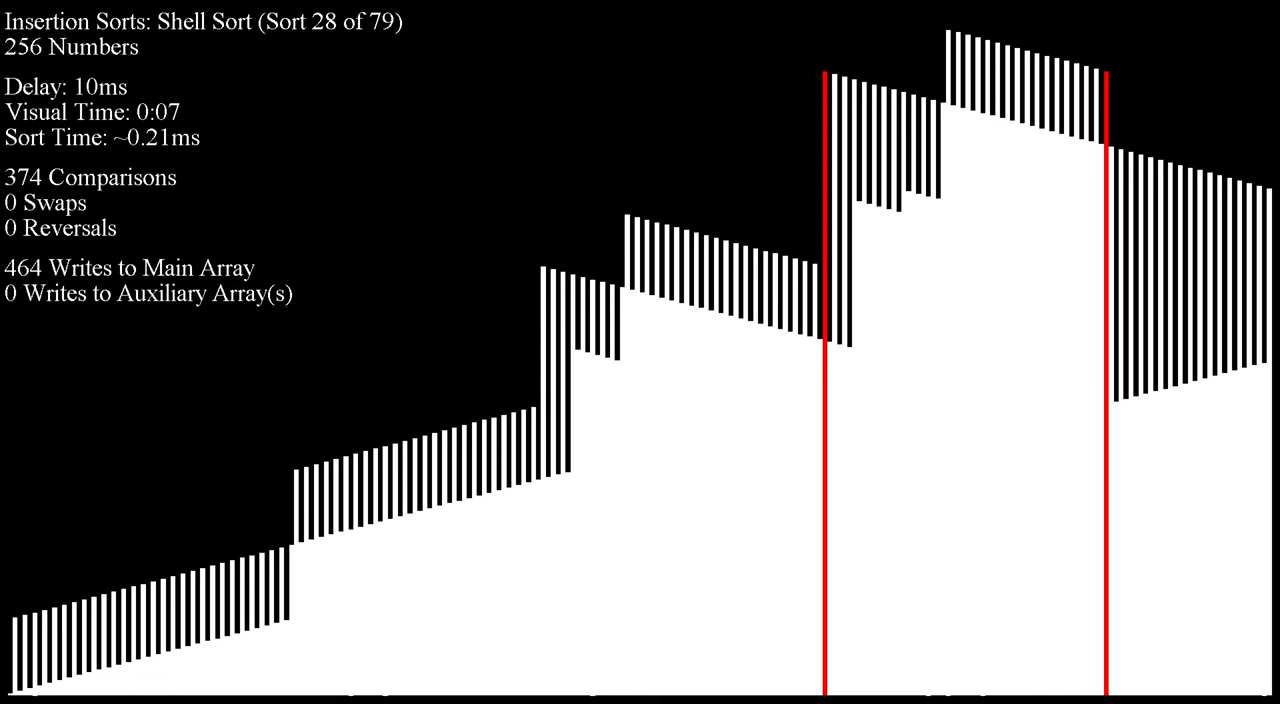 Insertion Sorts: Shell Sort (Sort 28 of 79)
256 Numbers
Delay: 10ms
Visual Time: 0:07
Sort Time: ~0.21ms
374 Comparisons
0 Swaps
0 Reversals
464 Writes to Main Array
0 Writes to Auxiliary Array(s)